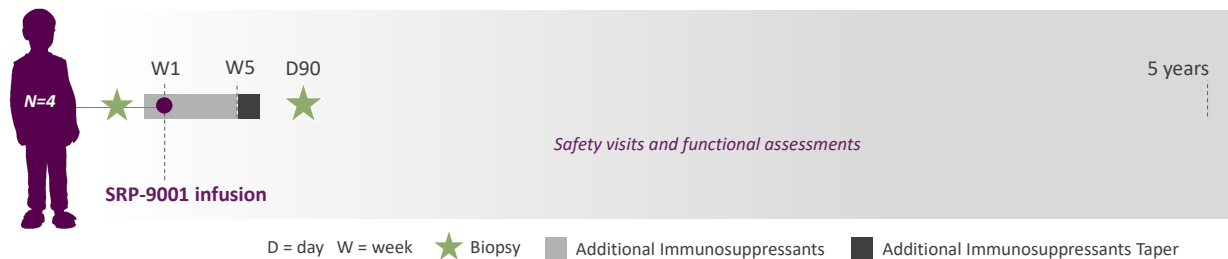 W1 W5 D90 5 years
N=4
Safety visits and functional assessments
SRP-9001 infusion
D = day W = week Biopsy Additional Immunosuppressants Additional Immunosuppressants Taper